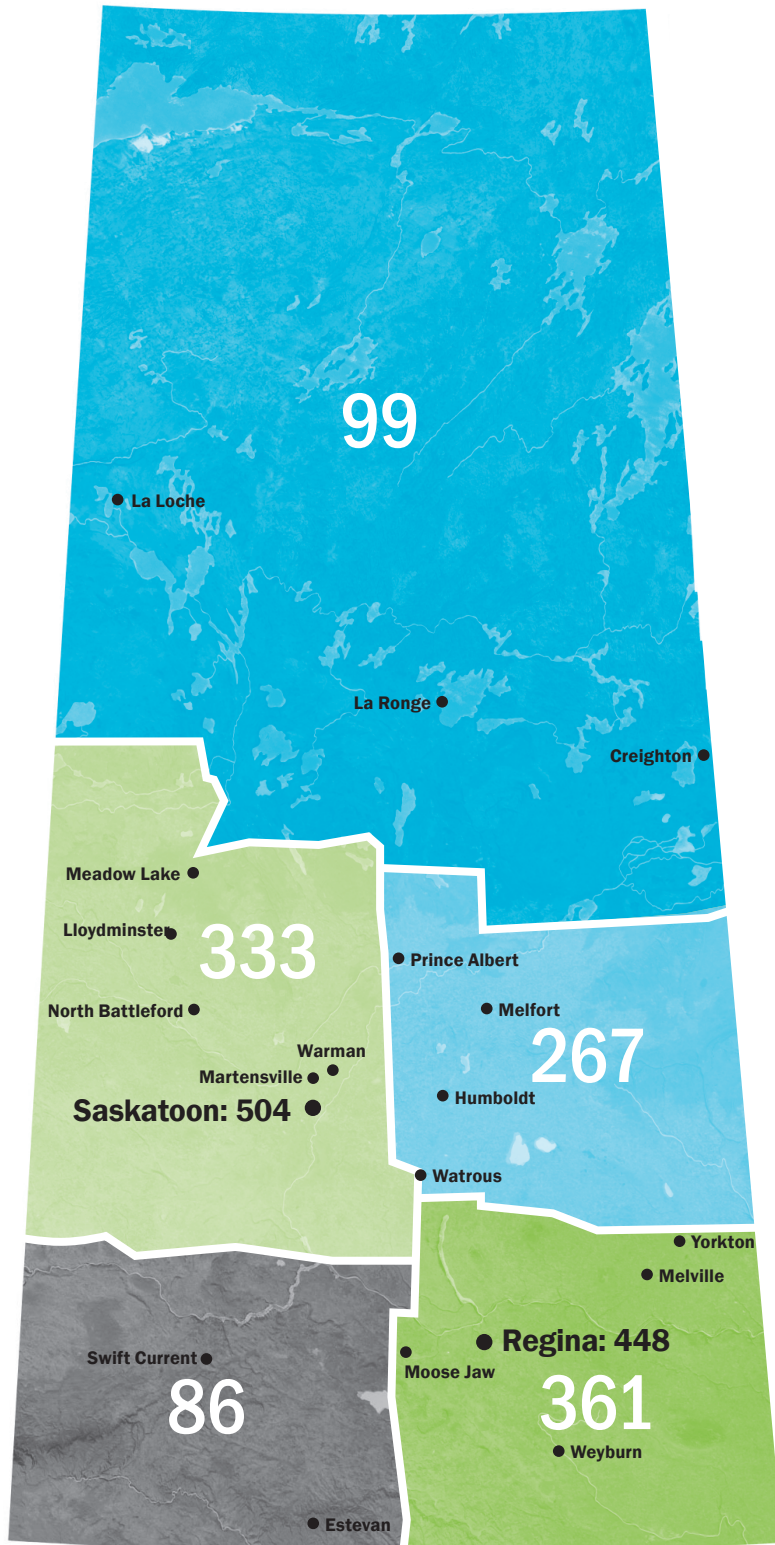 99
La Loche
La Ronge
Creighton
Meadow Lake
Lloydminster
333
Prince Albert
North Battleford
Melfort
267
Warman
Martensville
Humboldt
Saskatoon: 504
Watrous
Yorkton
Melville
Regina: 448
Swift Current
Moose Jaw
86
361
Weyburn
Estevan